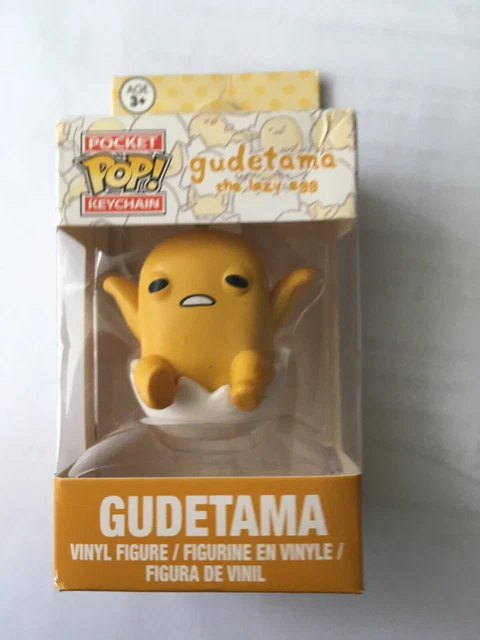 AGE
3+
POCKET
POP!
KEYCHAIN
gudetama
the lazy egg
GUDETAMA
VINYL FIGURE / FIGURINE EN VINYLE /
FIGURA DE VINIL